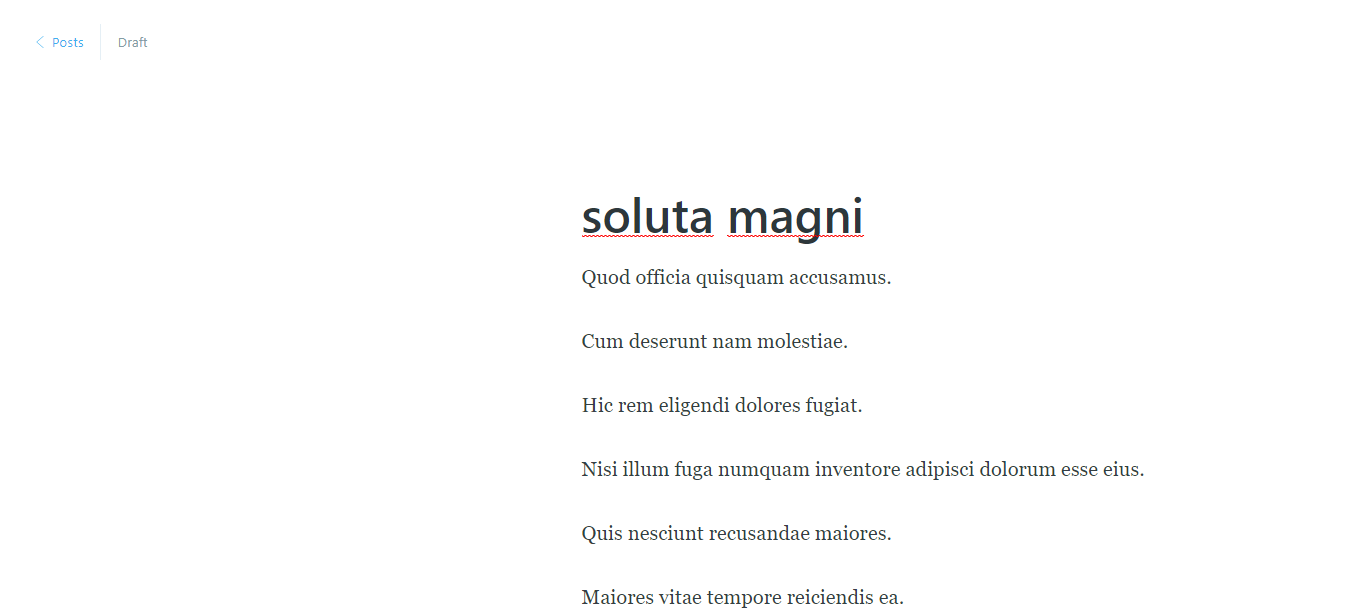 Posts
Draft
soluta magni
Quod officia quisquam accusamus.
Cum deserunt nam molestiae.
Hic rem eligendi dolores fugiat.
Nisi illum fuga numquam inventore adipisci dolorum esse eius.
Quis nesciunt recusandae maiores.
Maiores vitae tempore reiciendis ea.